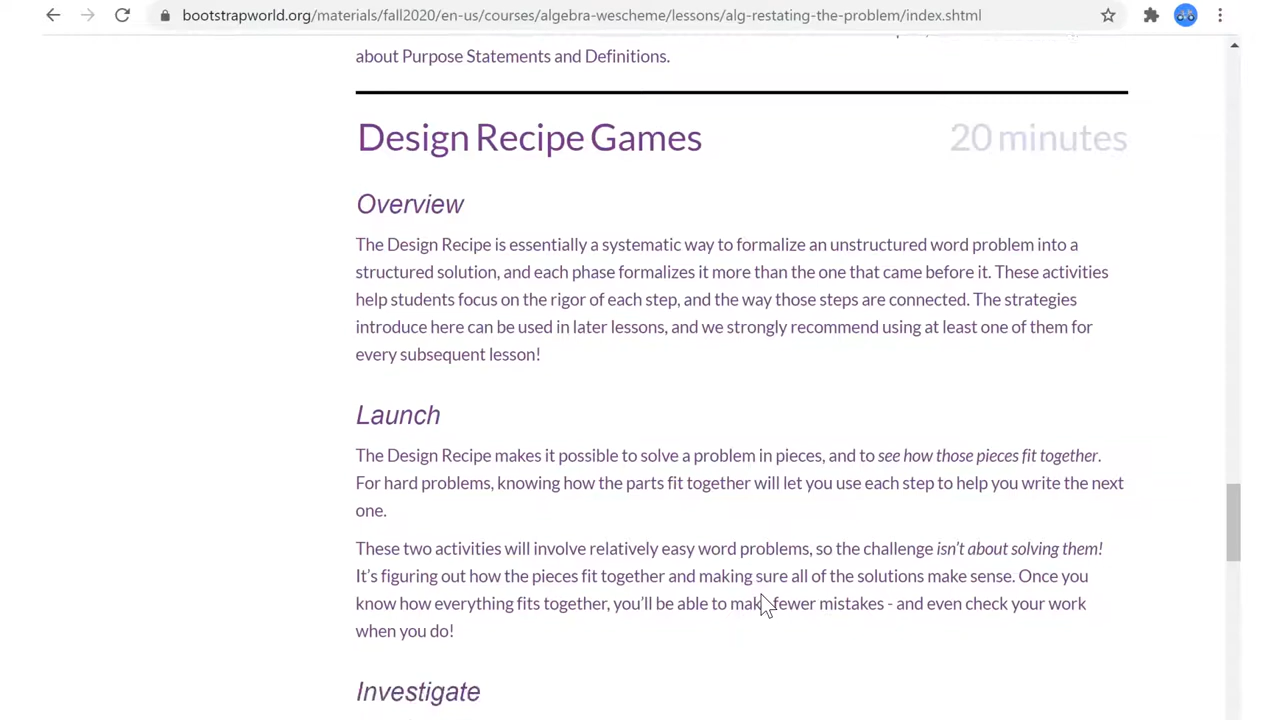 bootstrapworld.org/materials/fall2020/en-us/courses/algebra-wescheme/lessons/alg-restating-the-problem/index.shtml
about Purpose Statements and Definitions.
Design Recipe Games
20 minutes
Overview
The Design Recipe is essentially a systematic way to formalize an unstructured word problem into a
structured solution, and each phase formalizes it more than the one that came before it. These activities
help students focus on the rigor of each step, and the way those steps are connected. The strategies
introduce here can be used in later lessons, and we strongly recommend using at least one of them for
every subsequent lesson!
Launch
The Design Recipe makes it possible to solve a problem in pieces, and to see how those pieces fit together.
For hard problems, knowing how the parts fit together will let you use each step to help you write the next
one.
These two activities will involve relatively easy word problems, so the challenge isn't about solving them!
It's figuring out how the pieces fit together and making sure all of the solutions make sense. Once you
know how everything fits together, you'll be able to make fewer mistakes - and even check your work
when you do!
Investigate